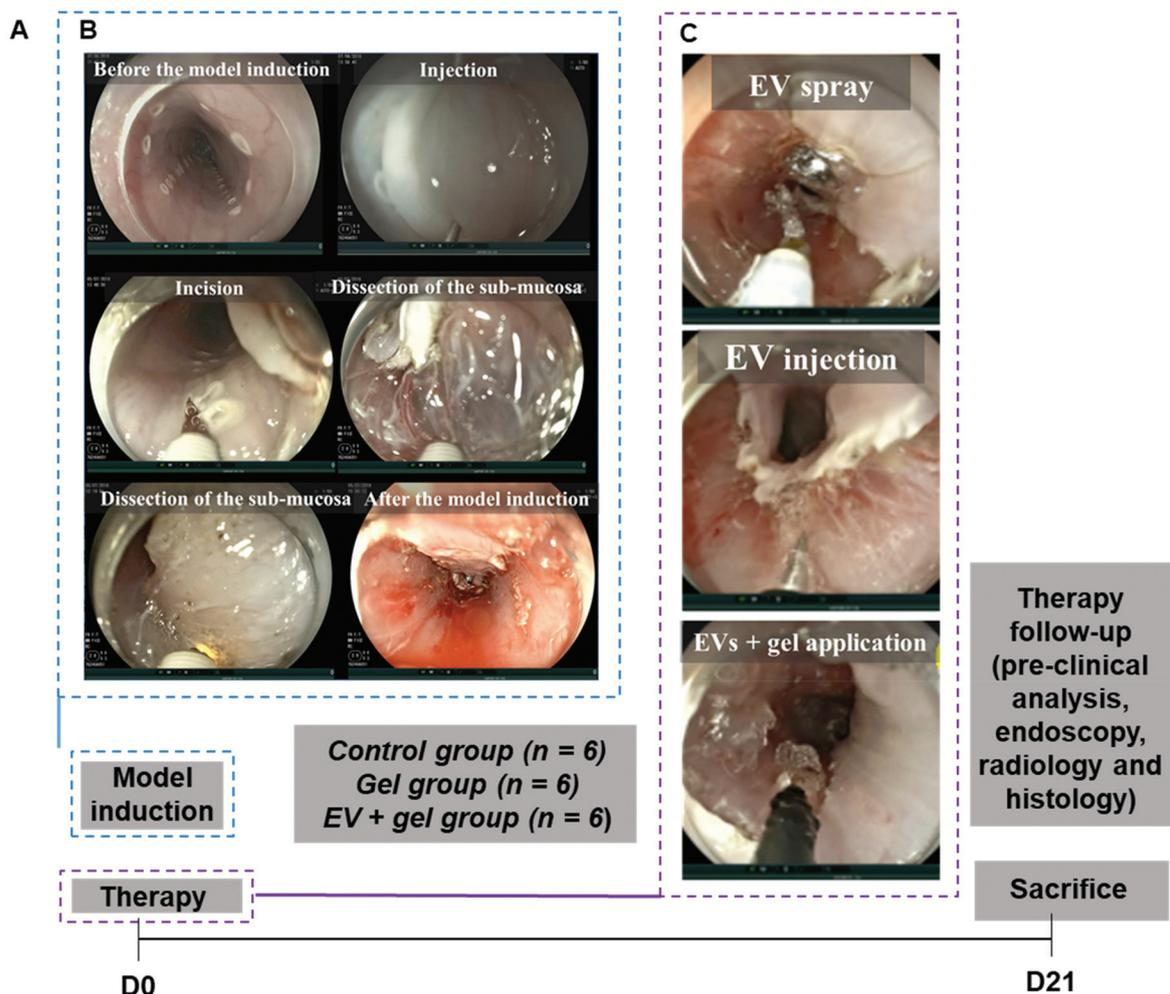 A
B
Before the model induction
Injection
Incision
Dissection of the sub-mucosa
Dissection of the sub-mucosa
After the model induction
C
EV spray
EV injection
EVs + gel application
Model
induction
Control group (n = 6)
Gel group (n = 6)
EV + gel group (n = 6)
Therapy
follow-up
(pre-clinical
analysis,
endoscopy,
radiology and
histology)
Therapy
Sacrifice
D0
D21